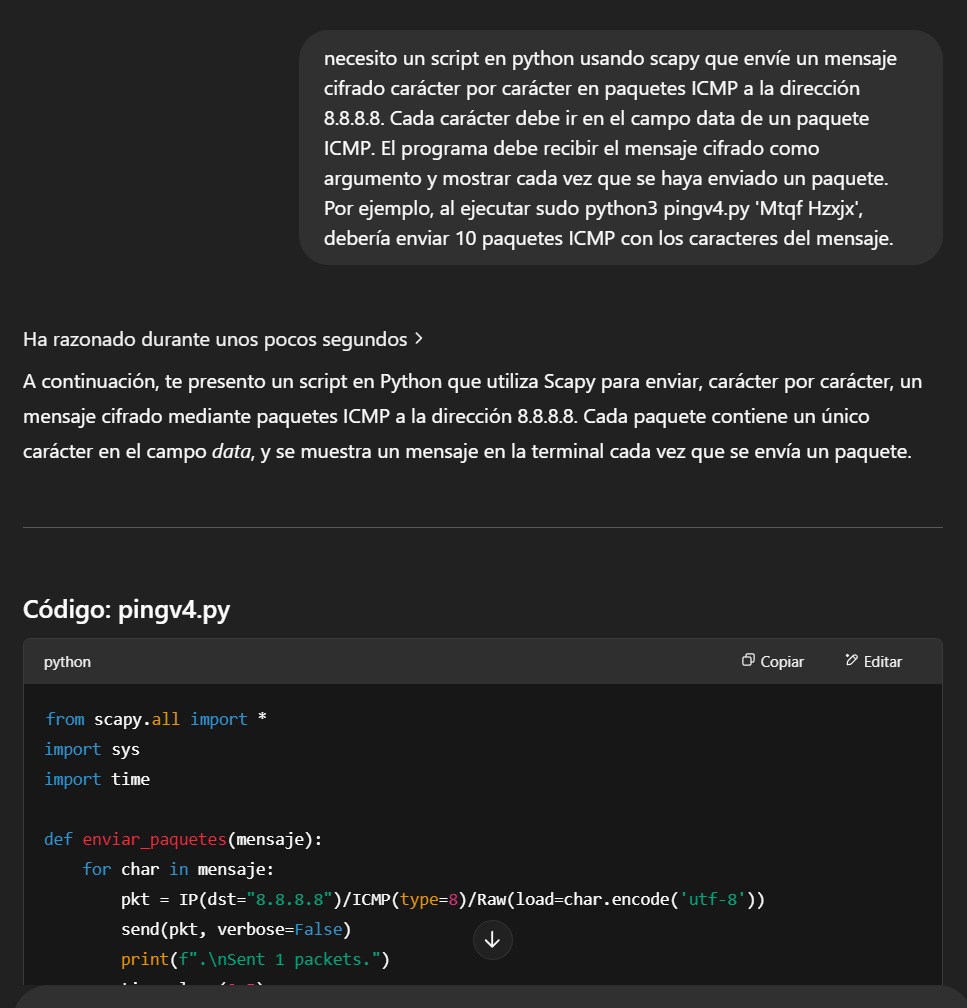 necesito un script en python usando scapy que envíe un mensaje
cifrado carácter por carácter en paquetes ICMP a la dirección
8.8.8.8. Cada carácter debe ir en el campo data de un paquete
ICMP. El programa debe recibir el mensaje cifrado como
argumento y mostrar cada vez que se haya enviado un paquete.
Por ejemplo, al ejecutar sudo python3 pingv4.py 'Mtqf Hzxjx',
debería enviar 10 paquetes ICMP con los caracteres del mensaje.
Ha razonado durante unos pocos segundos >
A continuación, te presento un script en Python que utiliza Scapy para enviar, carácter por carácter, un
mensaje cifrado mediante paquetes ICMP a la dirección 8.8.8.8. Cada paquete contiene un único
carácter en el campo data, y se muestra un mensaje en la terminal cada vez que se envía un paquete.
Código: pingv4.py
python Copiar Editar
from scapy.all import *
import sys
import time
def enviar_paquetes(mensaje):
    for char in mensaje:
        pkt = IP(dst="8.8.8.8")/ICMP(type=8)/Raw(load=char.encode('utf-8'))
        send(pkt, verbose=False)
        print(f".\nSent 1 packets.")